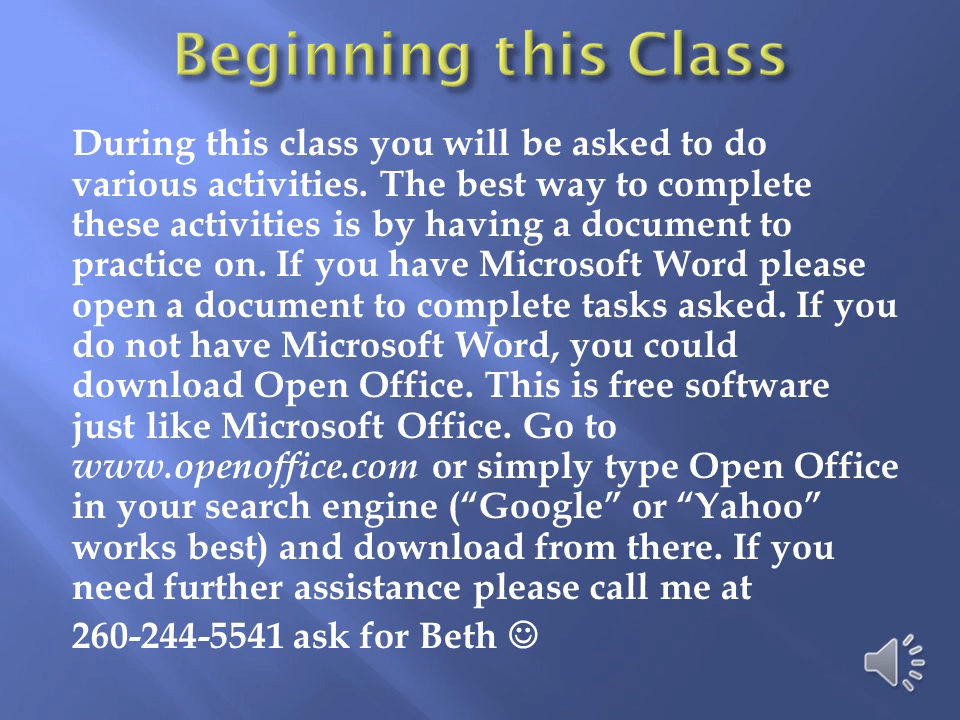 Beginning this Class
During this class you will be asked to do
various activities. The best way to complete
these activities is by having a document to
practice on. If you have Microsoft Word please
open a document to complete tasks asked. If you
do not have Microsoft Word, you could
download Open Office. This is free software
just like Microsoft Office. Go to
www.openoffice.com or simply type Open Office
in your search engine (“Google” or “Yahoo”
works best) and download from there. If you
need further assistance please call me at
260-244-5541 ask for Beth ☺